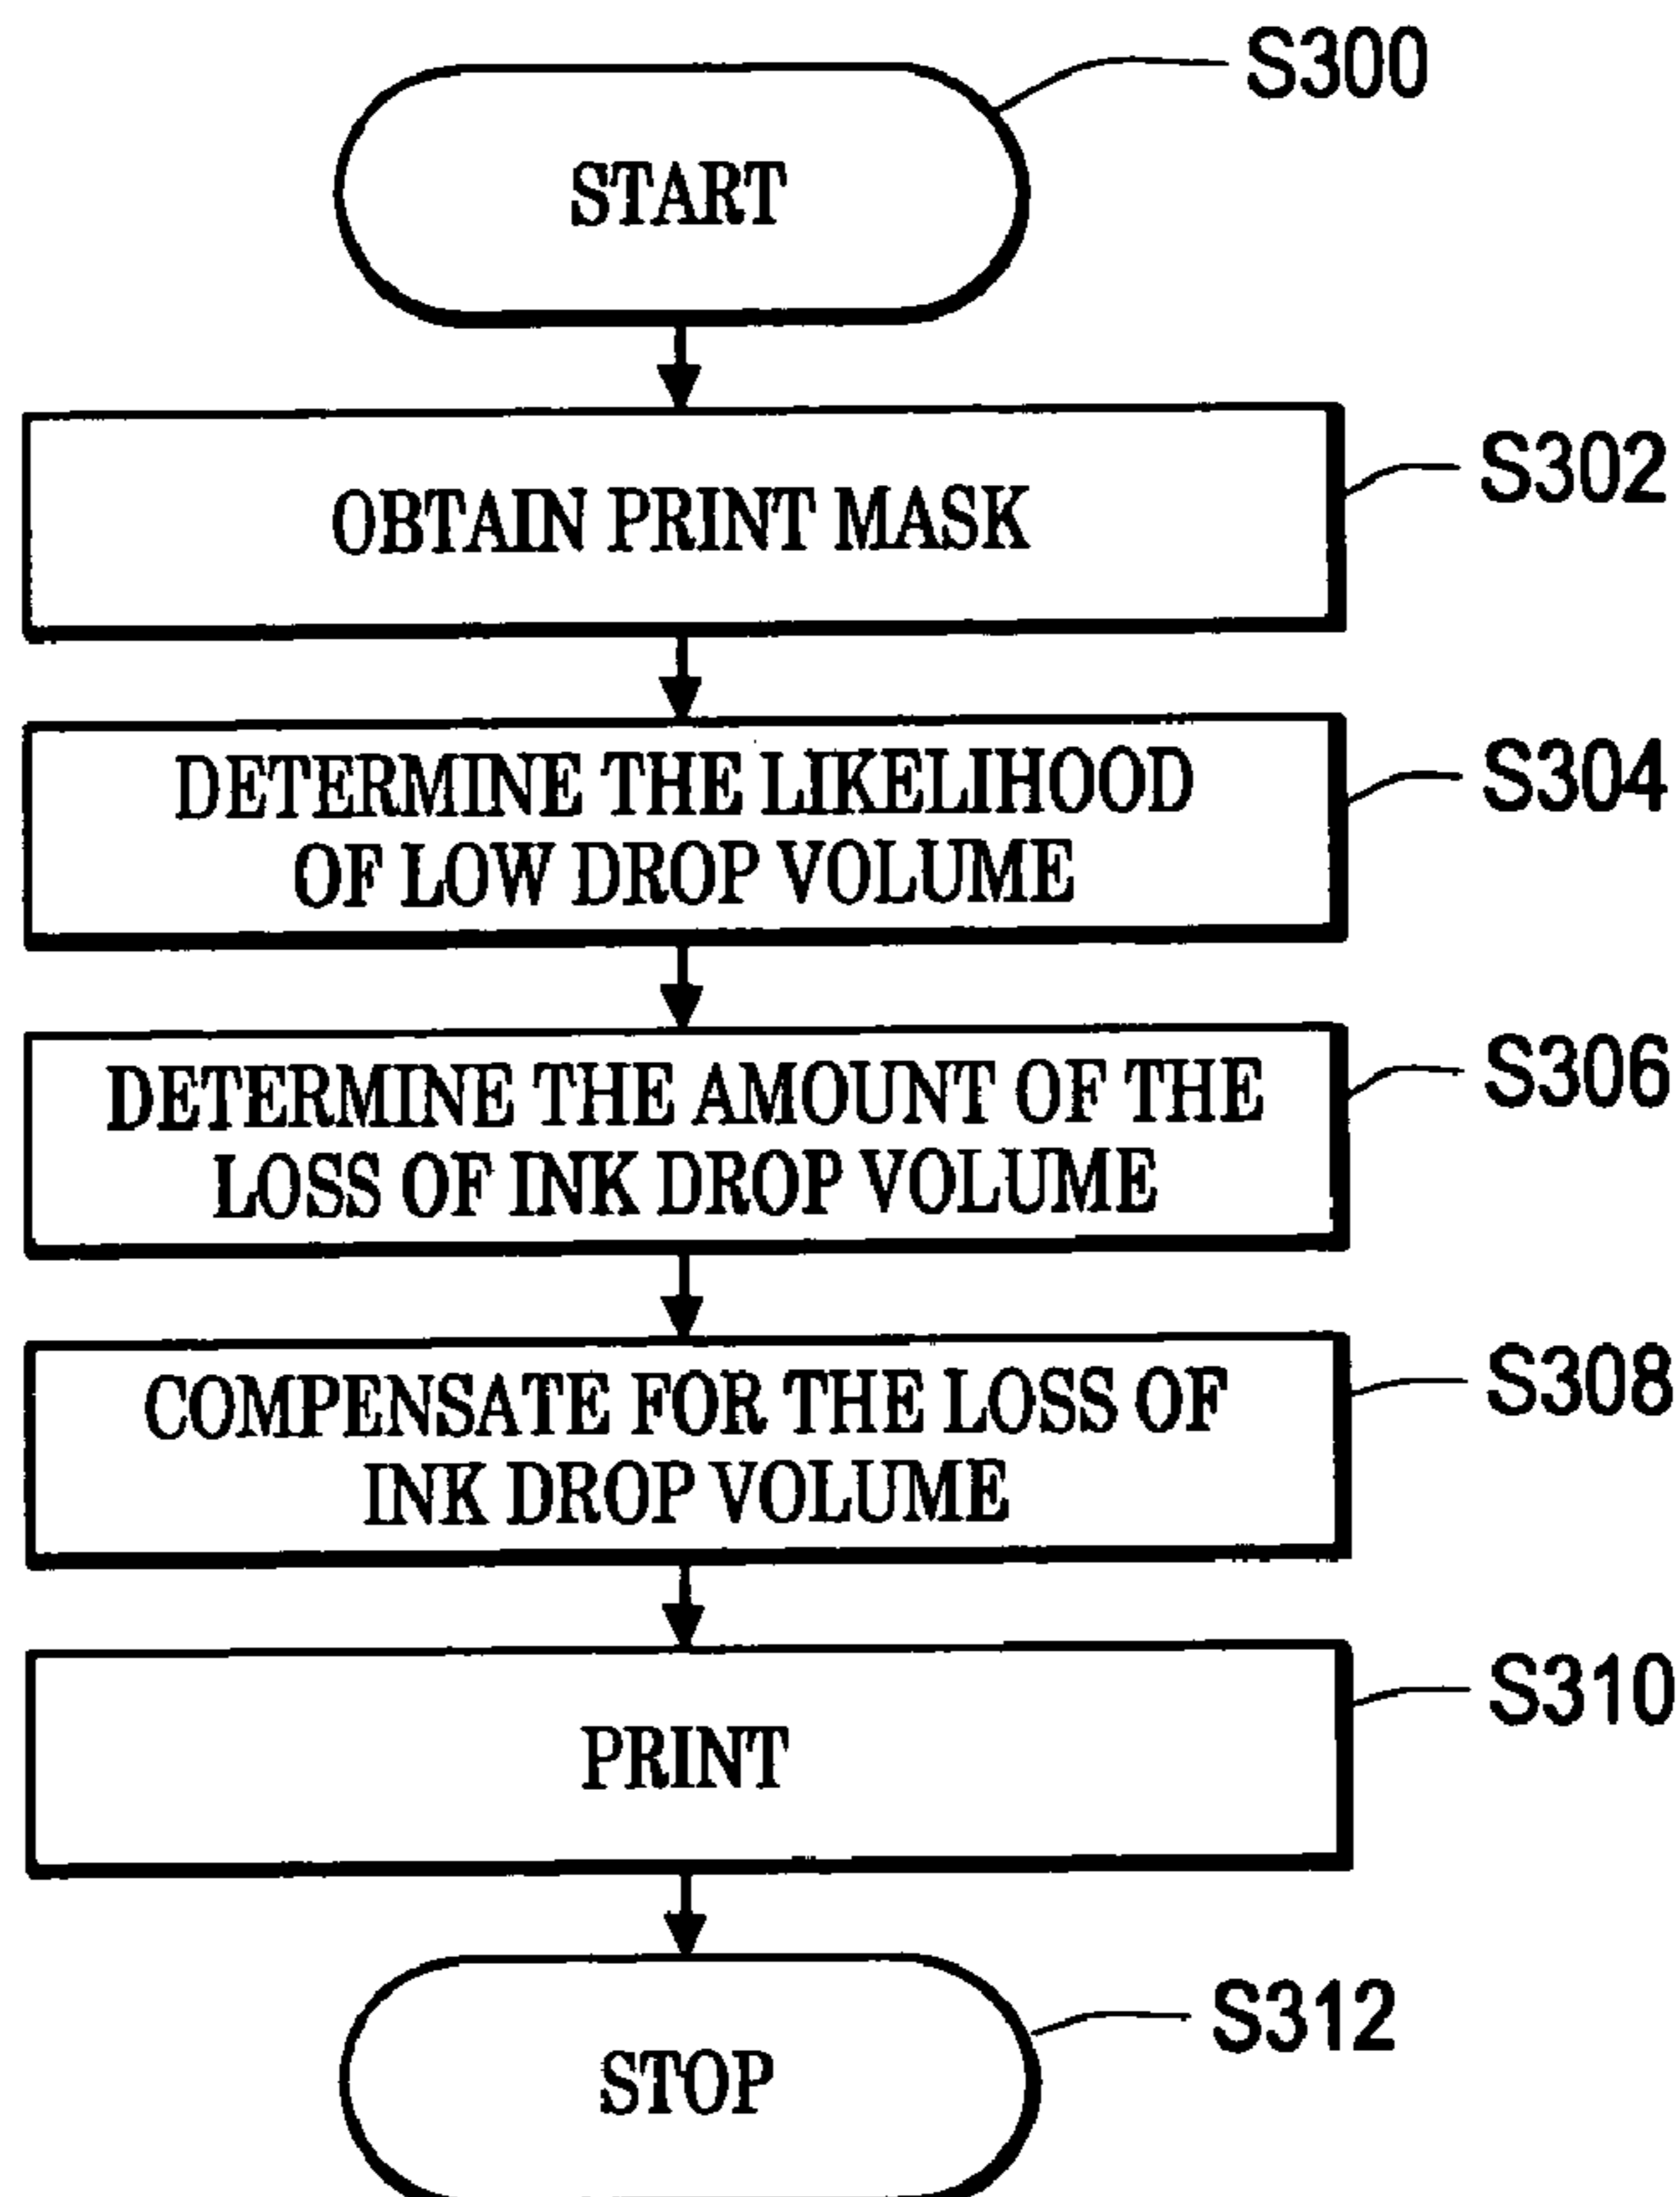 S300
START
OBTAIN PRINT MASK
S302
DETERMINE THE LIKELIHOOD
OF LOW DROP VOLUME
S304
DETERMINE THE AMOUNT OF THE
LOSS OF INK DROP VOLUME
S306
COMPENSATE FOR THE LOSS OF
INK DROP VOLUME
S308
PRINT
S310
STOP
S312